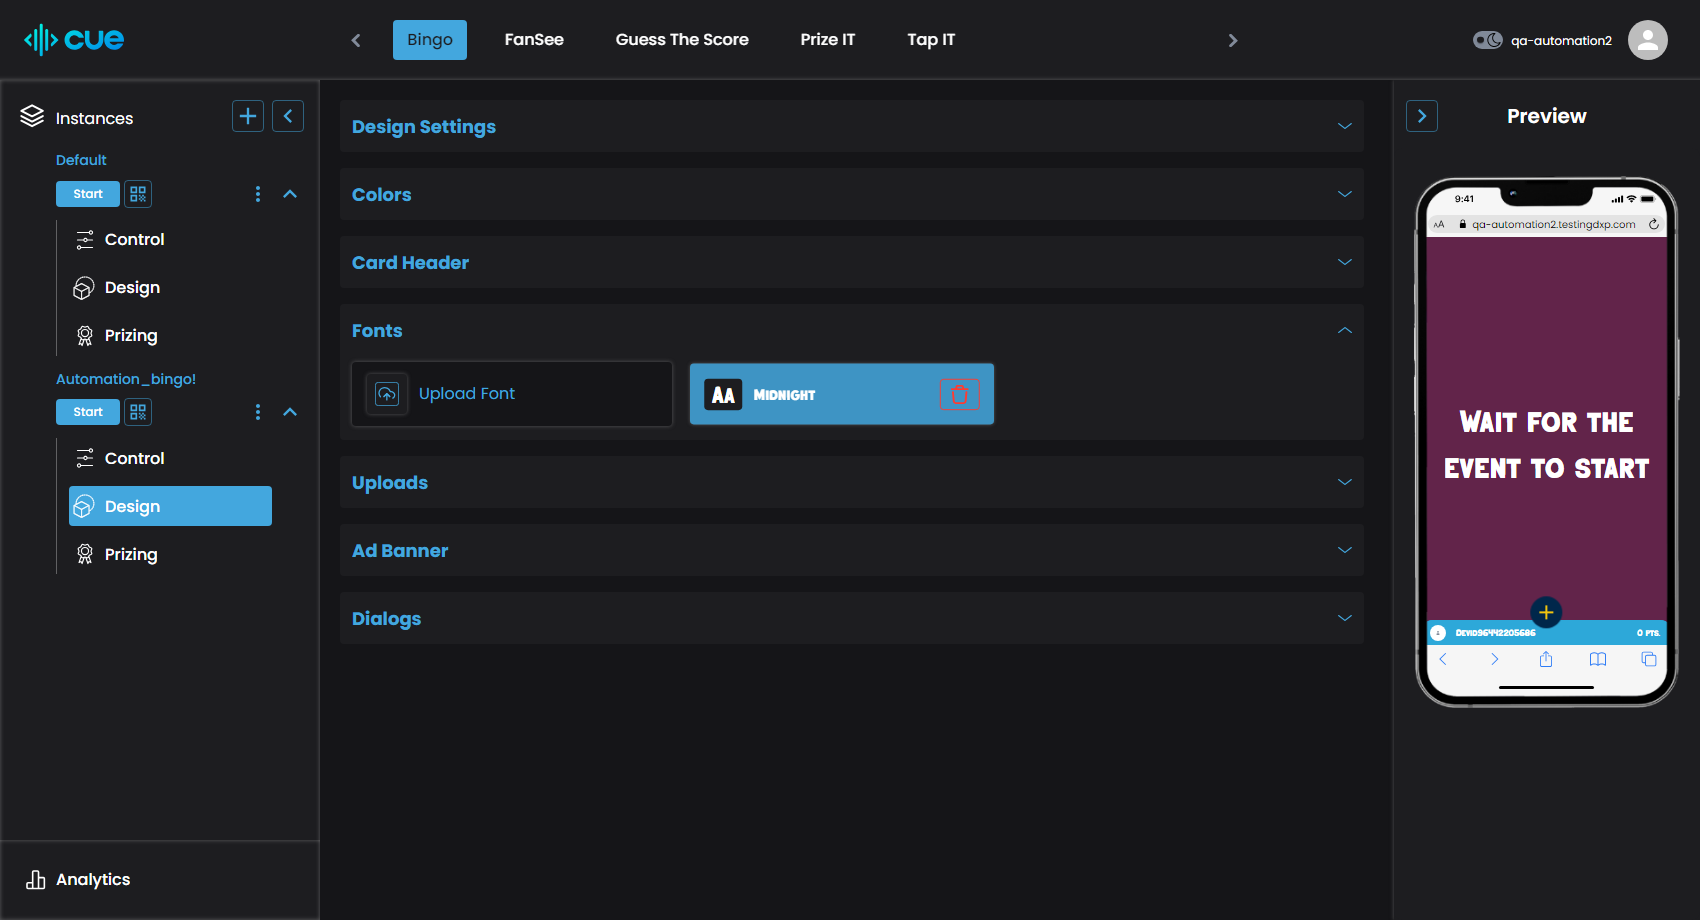 cue
Bingo
FanSee
Guess The Score
Prize IT
Tap IT
qa-automation2
Instances
Default
Start
Control
Design
Prizing
Automation_bingo!
Start
Control
Design
Prizing
Analytics
Design Settings
Colors
Card Header
Fonts
Upload Font
AA Midnight
Uploads
Ad Banner
Dialogs
Preview
9:41
AA qa-automation2.testingdxp.com
Wait for the
event to start
Devid96442205686 0 pts.